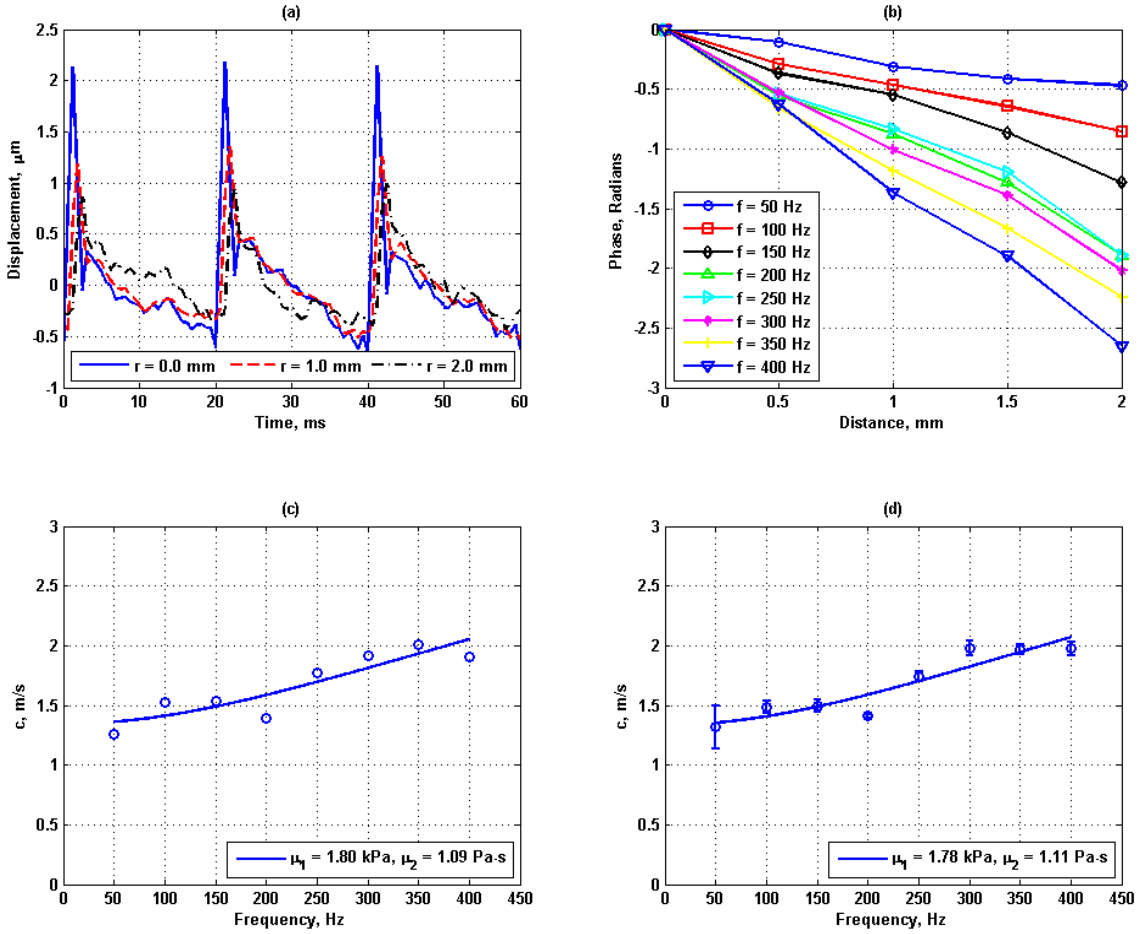 (a)
Displacement, μm
2.5
2
1.5
1
0.5
0
-0.5
-1
r = 0.0 mm r = 1.0 mm r = 2.0 mm
0 10 20 30 40 50 60
Time, ms
(b)
Phase, Radians
-0
-0.5
-1
-1.5
-2
-2.5
-3
f = 50 Hz
f = 100 Hz
f = 150 Hz
f = 200 Hz
f = 250 Hz
f = 300 Hz
f = 350 Hz
f = 400 Hz
0 0.5 1 1.5 2
Distance, mm
(c)
c, m/s
3
2.5
2
1.5
1
0.5
0
μ1 = 1.80 kPa, μ2 = 1.09 Pa·s
0 50 100 150 200 250 300 350 400 450
Frequency, Hz
(d)
c, m/s
3
2.5
2
1.5
1
0.5
0
μ1 = 1.78 kPa, μ2 = 1.11 Pa·s
0 50 100 150 200 250 300 350 400 450
Frequency, Hz